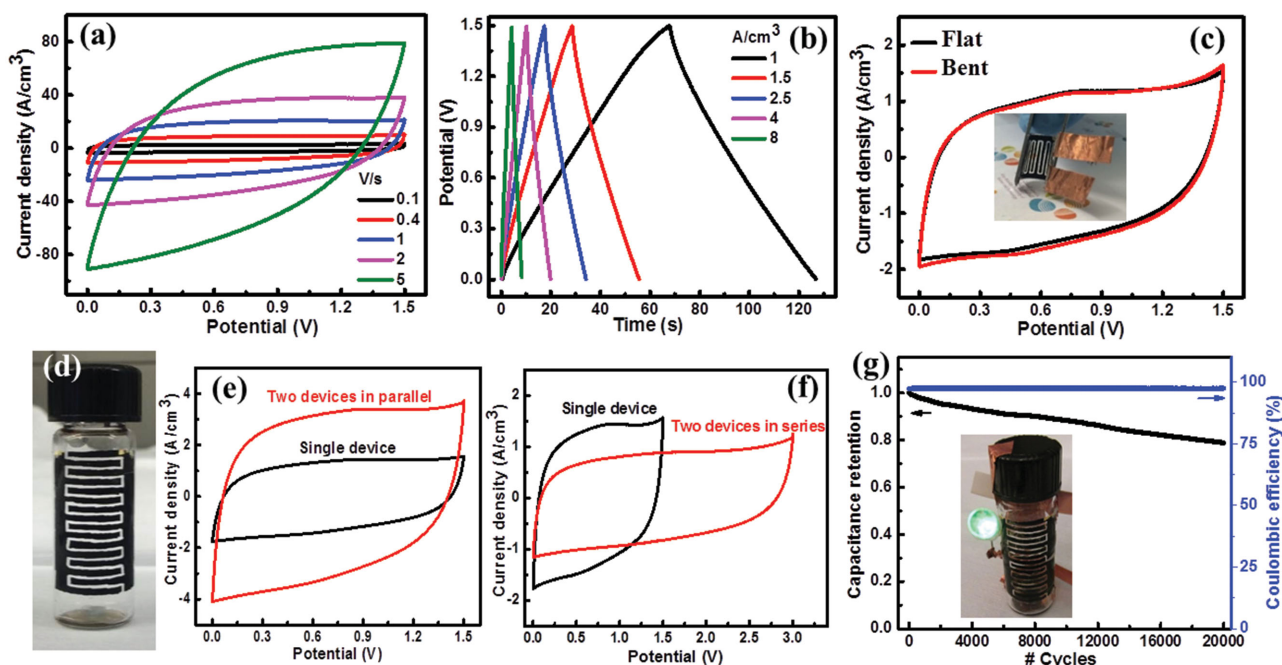 (a)
Current density (A/cm³)
80
40
0
-40
-80
V/s
0.1
0.4
1
2
5
0.0 0.3 0.6 0.9 1.2 1.5
Potential (V)
(b)
Potential (V)
1.5
1.2
0.9
0.6
0.3
0.0
A/cm³
1
1.5
2.5
4
8
0 20 40 60 80 100 120
Time (s)
(c)
Current density (A/cm³)
2
1
0
-1
-2
Flat
Bent
0.0 0.3 0.6 0.9 1.2 1.5
Potential (V)
(d)
(e)
Current density (A/cm³)
4
2
0
-2
-4
Two devices in parallel
Single device
0.0 0.3 0.6 0.9 1.2 1.5
Potential (V)
(f)
Current density (A/cm³)
2
1
0
-1
-2
Single device
Two devices in series
0.0 0.5 1.0 1.5 2.0 2.5 3.0
Potential (V)
(g)
Capacitance retention
1.0
0.8
0.6
0.4
0.2
0.0
100
75
50
25
0
Coulombic efficiency (%)
0 4000 8000 12000 16000 20000
# Cycles